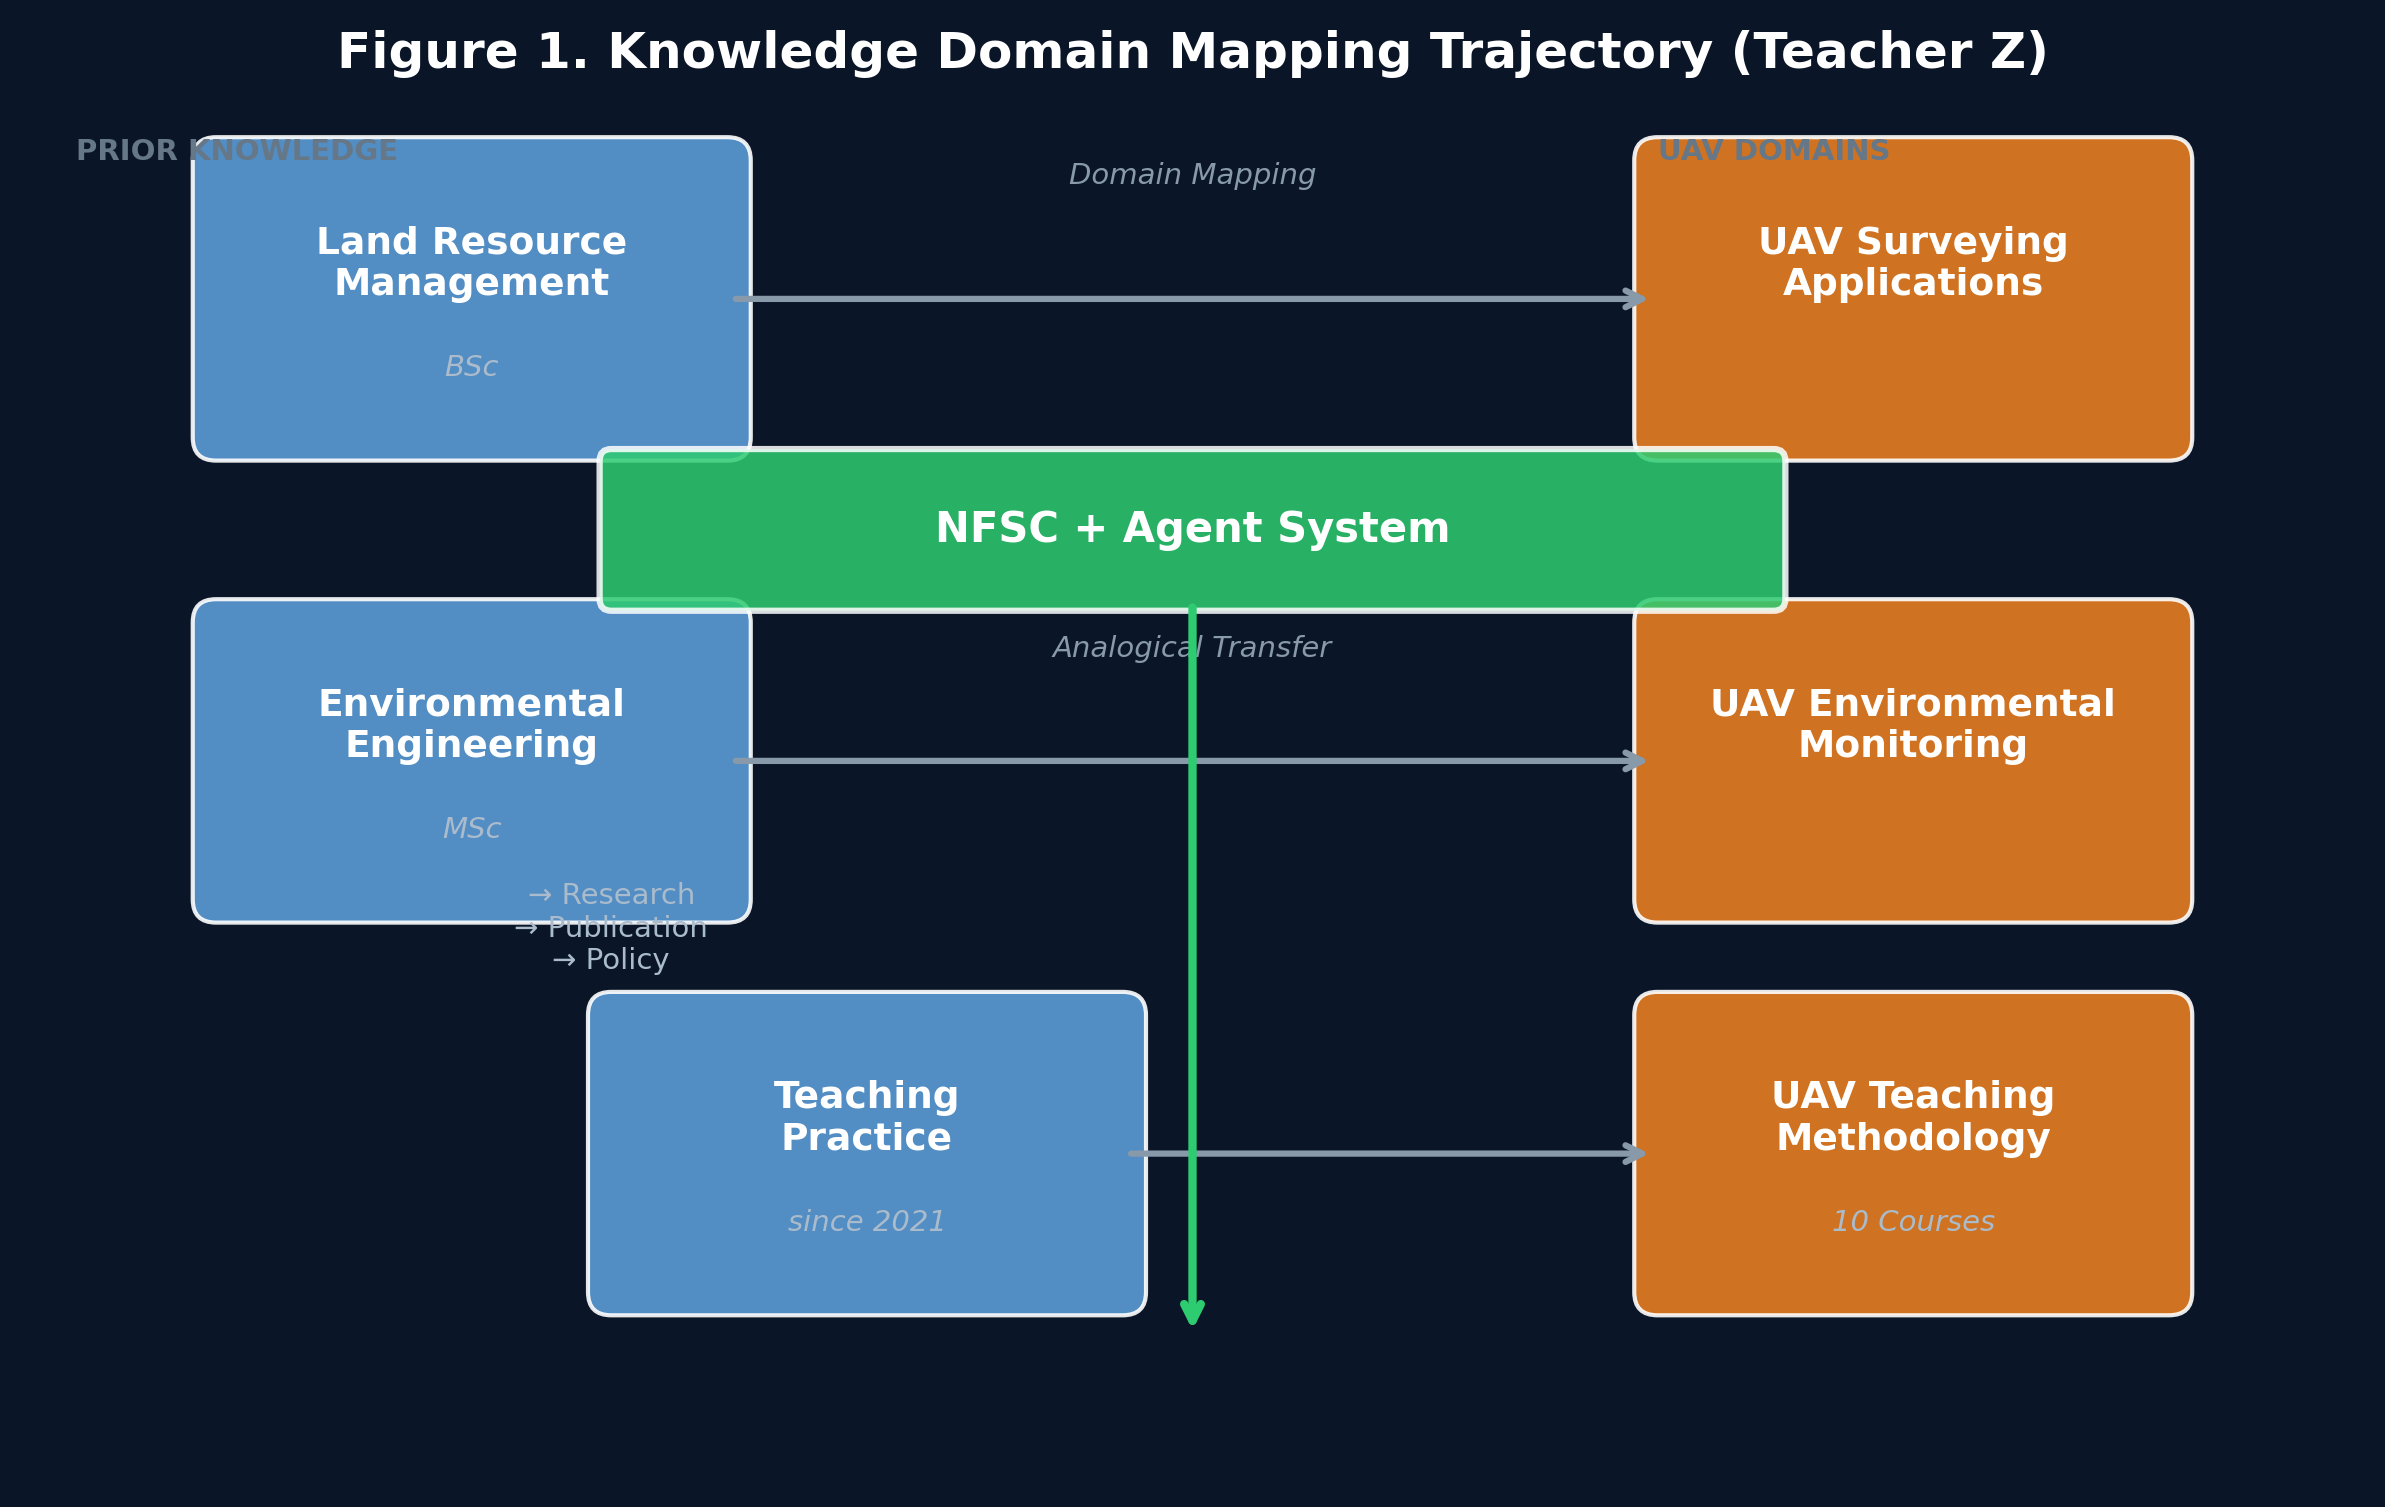 Figure 1. Knowledge Domain Mapping Trajectory (Teacher Z)
PRIOR KNOWLEDGE
UAV DOMAINS
Domain Mapping
Land Resource
Management
BSc
UAV Surveying
Applications
NFSC + Agent System
Analogical Transfer
Environmental
Engineering
MSc
UAV Environmental
Monitoring
→ Research
→ Publication
→ Policy
Teaching
Practice
since 2021
UAV Teaching
Methodology
10 Courses